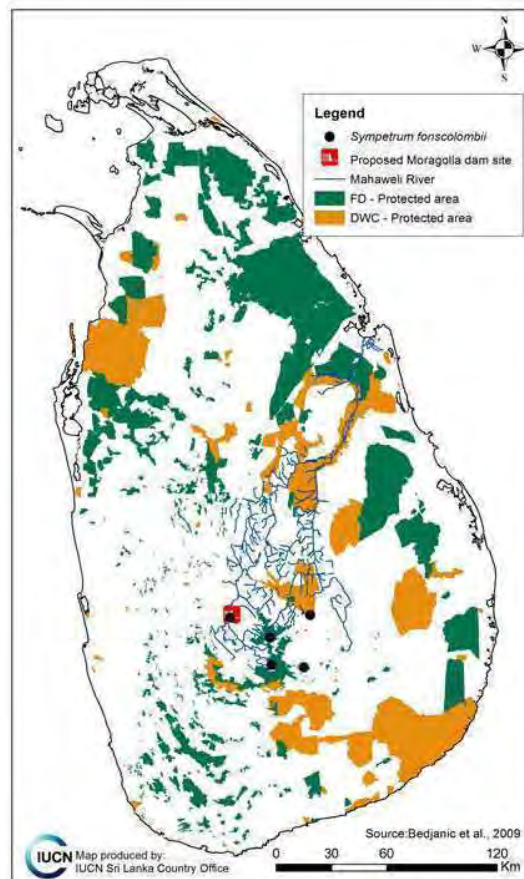 N
W
E
S
Legend
Sympetrum fonscolombii
Proposed Moragolla dam site
Mahaweli River
FD - Protected area
DWC - Protected area
Source:Bedjanic et al., 2009
IUCN
Map produced by:
IUCN Sri Lanka Country Office
0 30 60 90 120
Km